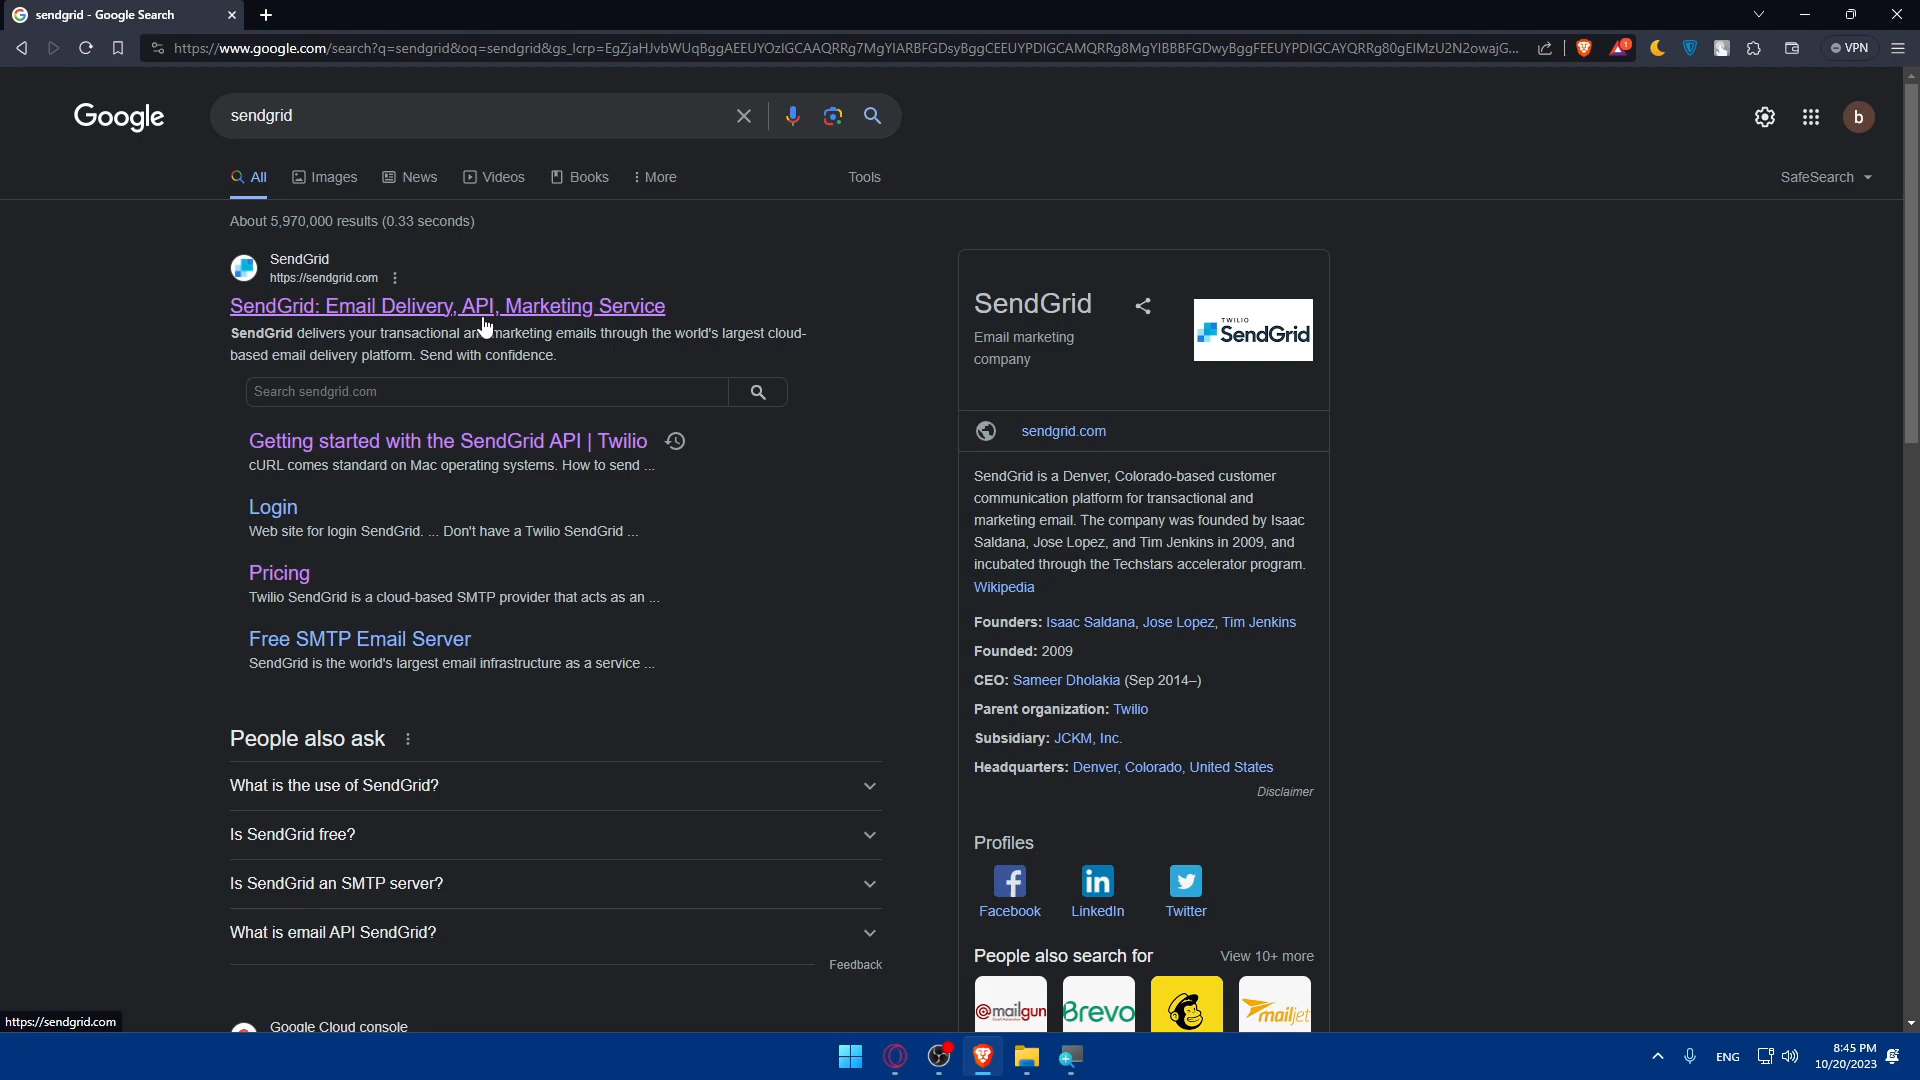 sendgrid - Google Search
https://www.google.com/search?q=sendgrid&oq=sendgrid&gs_lcrp=EgZjaHJvbWUqBggAEEUYOzIGCAAQRRg7MgYIARBFGDsyBggCEEUYPDIGCAMQRRg8MgYIBBBFGDwyBggFEEUYPDIGCAYQRRg80gEIMzU2N2owajG...
1
VPN
Google
sendgrid
b
All
Images
News
Videos
Books
More
Tools
SafeSearch
About 5,970,000 results (0.33 seconds)
SendGrid
https://sendgrid.com
SendGrid: Email Delivery, API, Marketing Service
SendGrid delivers your transactional and marketing emails through the world's largest cloud-
based email delivery platform. Send with confidence.
Search sendgrid.com
Getting started with the SendGrid API | Twilio
cURL comes standard on Mac operating systems. How to send ...
Login
Web site for login SendGrid. ... Don't have a Twilio SendGrid ...
Pricing
Twilio SendGrid is a cloud-based SMTP provider that acts as an ...
Free SMTP Email Server
SendGrid is the world's largest email infrastructure as a service ...
People also ask
What is the use of SendGrid?
Is SendGrid free?
Is SendGrid an SMTP server?
What is email API SendGrid?
Feedback
Google Cloud console
https://sendgrid.com
SendGrid
Email marketing
company
TWILIO
SendGrid
sendgrid.com
SendGrid is a Denver, Colorado-based customer
communication platform for transactional and
marketing email. The company was founded by Isaac
Saldana, Jose Lopez, and Tim Jenkins in 2009, and
incubated through the Techstars accelerator program.
Wikipedia
Founders: Isaac Saldana, Jose Lopez, Tim Jenkins
Founded: 2009
CEO: Sameer Dholakia (Sep 2014–)
Parent organization: Twilio
Subsidiary: JCKM, Inc.
Headquarters: Denver, Colorado, United States
Disclaimer
Profiles
Facebook
LinkedIn
Twitter
People also search for
View 10+ more
mailgun
Brevo
mailjet
ENG
8:45 PM
10/20/2023